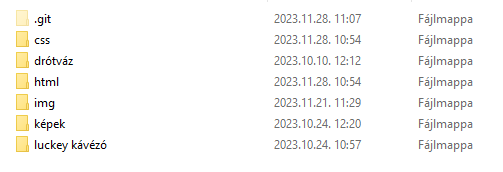 .git 2023.11.28. 11:07 Fájlmappa
css 2023.11.28. 10:54 Fájlmappa
drótváz 2023.10.10. 12:12 Fájlmappa
html 2023.11.28. 10:54 Fájlmappa
img 2023.11.21. 11:29 Fájlmappa
képek 2023.10.24. 12:20 Fájlmappa
luckey kávézó 2023.10.24. 10:57 Fájlmappa